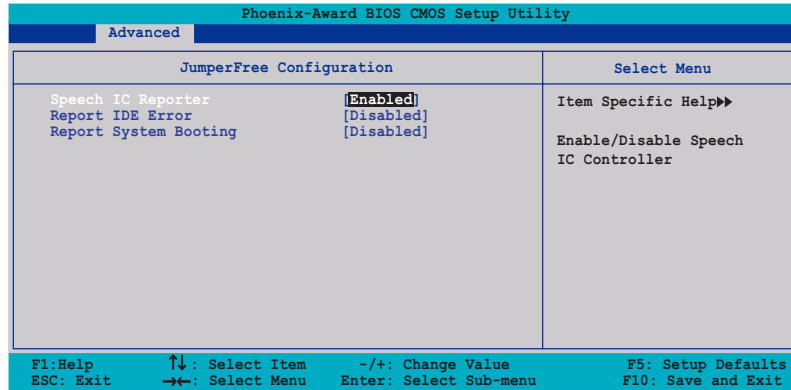 Phoenix-Award BIOS CMOS Setup Utility
Advanced
JumperFree Configuration
Select Menu
Speech IC Reporter [Enabled]
Report IDE Error [Disabled]
Report System Booting [Disabled]
Item Specific Help▶▶
Enable/Disable Speech
IC Controller
F1:Help ↑↓: Select Item -/+: Change Value F5: Setup Defaults
ESC: Exit →←: Select Menu Enter: Select Sub-menu F10: Save and Exit